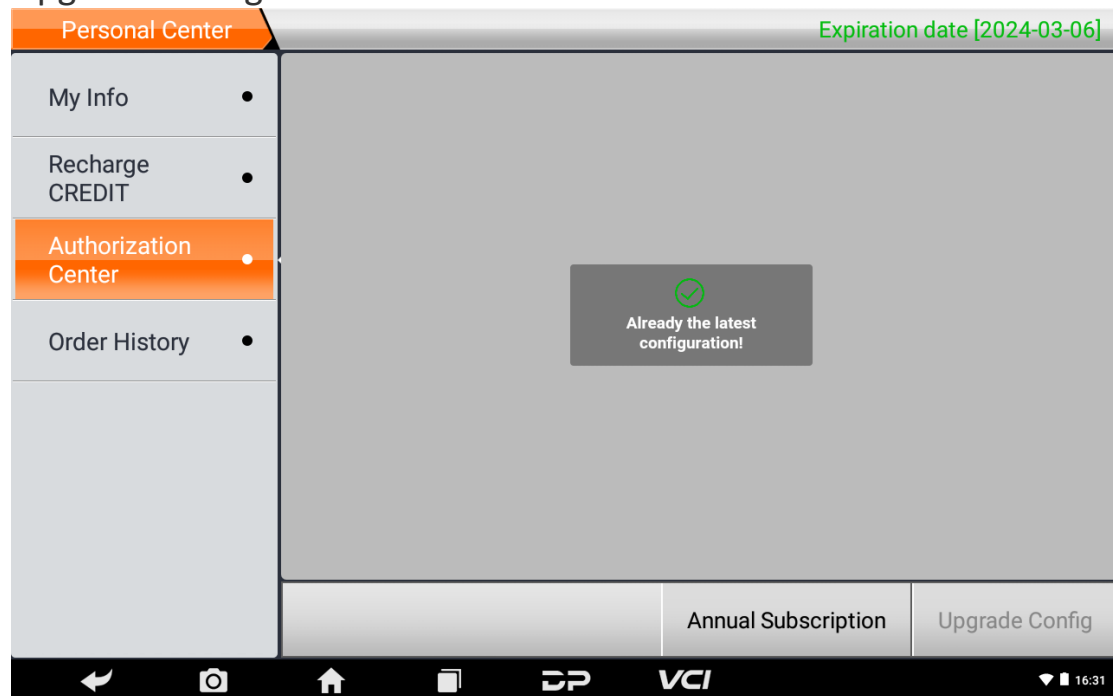 Personal Center
Expiration date [2024-03-06]
My Info
Recharge
CREDIT
Authorization
Center
Order History
Already the latest
configuration!
Annual Subscription
Upgrade Config
DP
VCI
16:31